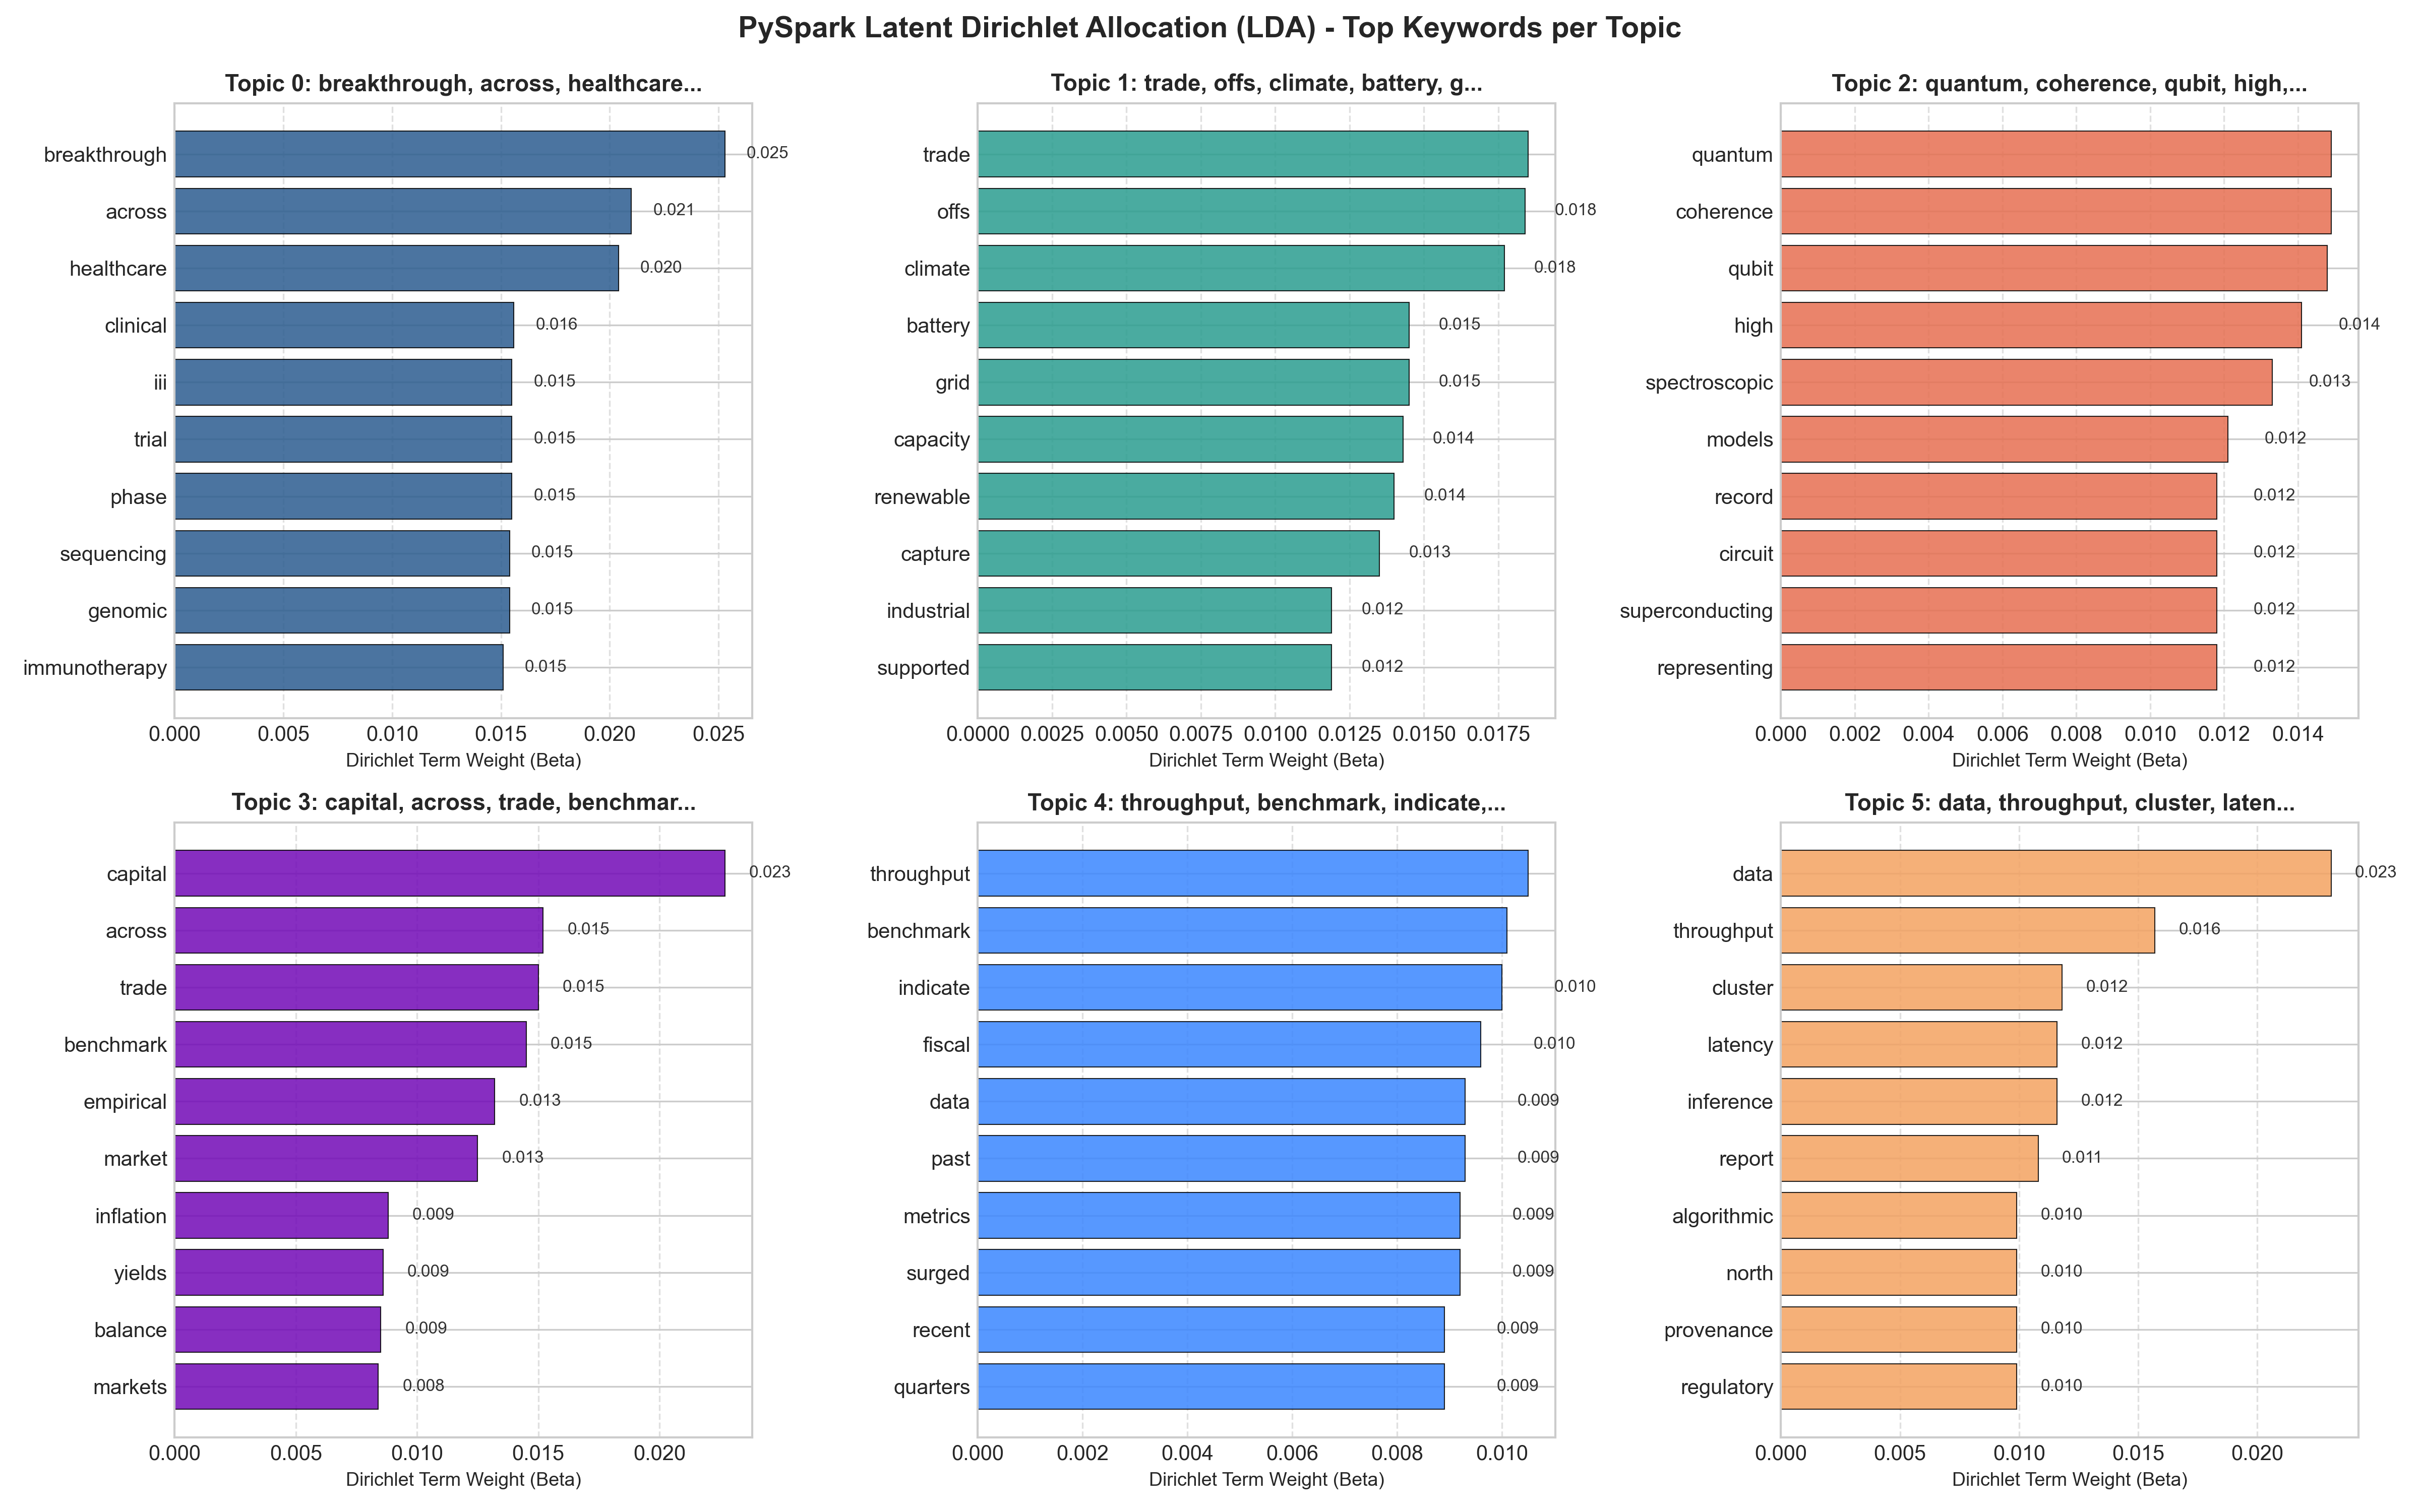 PySpark Latent Dirichlet Allocation (LDA) - Top Keywords per Topic
Topic 0: breakthrough, across, healthcare...
breakthrough 0.025
across 0.021
healthcare 0.020
clinical 0.016
iii 0.015
trial 0.015
phase 0.015
sequencing 0.015
genomic 0.015
immunotherapy 0.015
0.000 0.005 0.010 0.015 0.020 0.025
Dirichlet Term Weight (Beta)
Topic 1: trade, offs, climate, battery, g...
trade
offs 0.018
climate 0.018
battery 0.015
grid 0.015
capacity 0.014
renewable 0.014
capture 0.013
industrial 0.012
supported 0.012
0.0000 0.0025 0.0050 0.0075 0.0100 0.0125 0.0150 0.0175
Dirichlet Term Weight (Beta)
Topic 2: quantum, coherence, qubit, high,...
quantum
coherence
qubit
high 0.014
spectroscopic 0.013
models 0.012
record 0.012
circuit 0.012
superconducting 0.012
representing 0.012
0.000 0.002 0.004 0.006 0.008 0.010 0.012 0.014
Dirichlet Term Weight (Beta)
Topic 3: capital, across, trade, benchmar...
capital 0.023
across 0.015
trade 0.015
benchmark 0.015
empirical 0.013
market 0.013
inflation 0.009
yields 0.009
balance 0.009
markets 0.008
0.000 0.005 0.010 0.015 0.020
Dirichlet Term Weight (Beta)
Topic 4: throughput, benchmark, indicate,...
throughput
benchmark
indicate 0.010
fiscal 0.010
data 0.009
past 0.009
metrics 0.009
surged 0.009
recent 0.009
quarters 0.009
0.000 0.002 0.004 0.006 0.008 0.010
Dirichlet Term Weight (Beta)
Topic 5: data, throughput, cluster, laten...
data 0.023
throughput 0.016
cluster 0.012
latency 0.012
inference 0.012
report 0.011
algorithmic 0.010
north 0.010
provenance 0.010
regulatory 0.010
0.000 0.005 0.010 0.015 0.020
Dirichlet Term Weight (Beta)